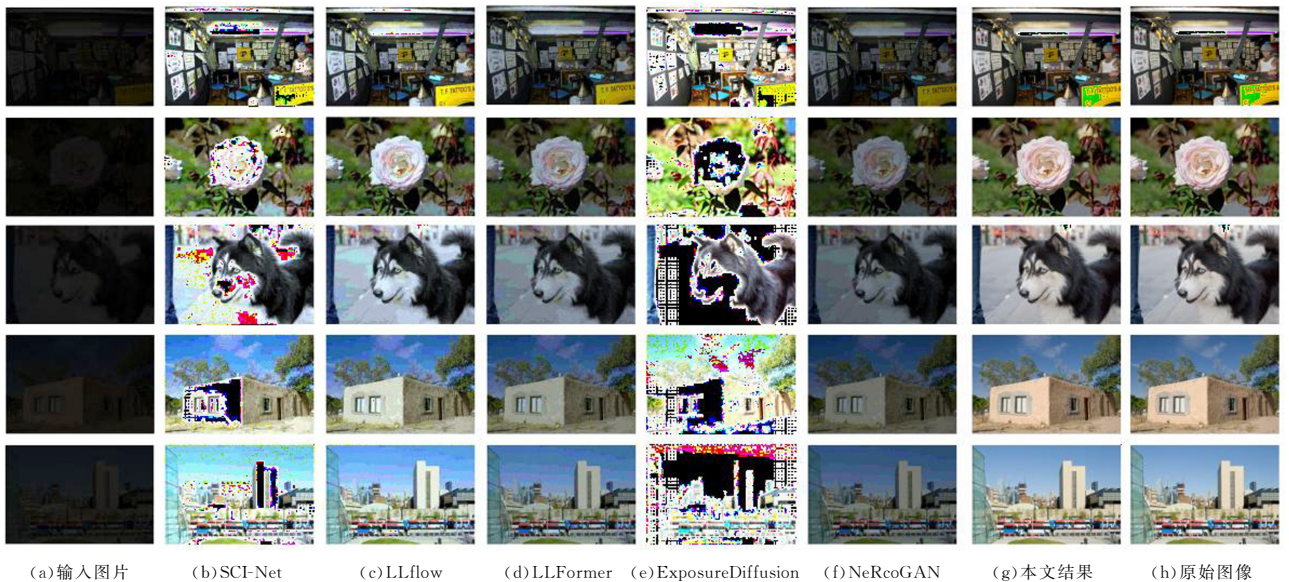 (a)输入图片 (b)SCI-Net (c)LLflow (d)LLFormer (e)ExposureDiffusion (f)NeRcoGAN (g)本文结果 (h)原始图像